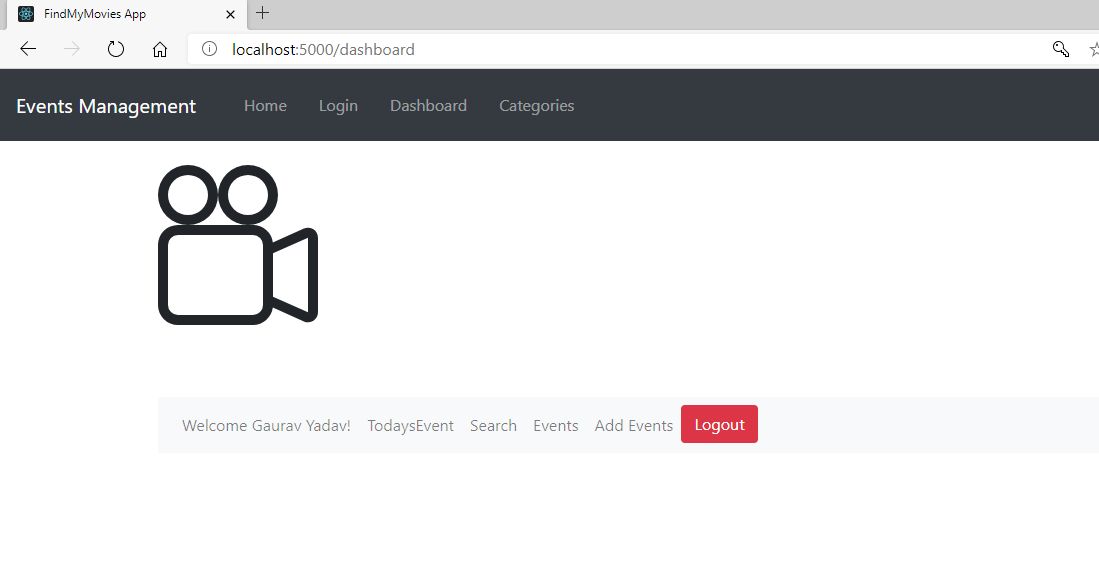 FindMyMovies App
localhost:5000/dashboard
Events Management Home Login Dashboard Categories
Welcome Gaurav Yadav! TodaysEvent Search Events Add Events Logout